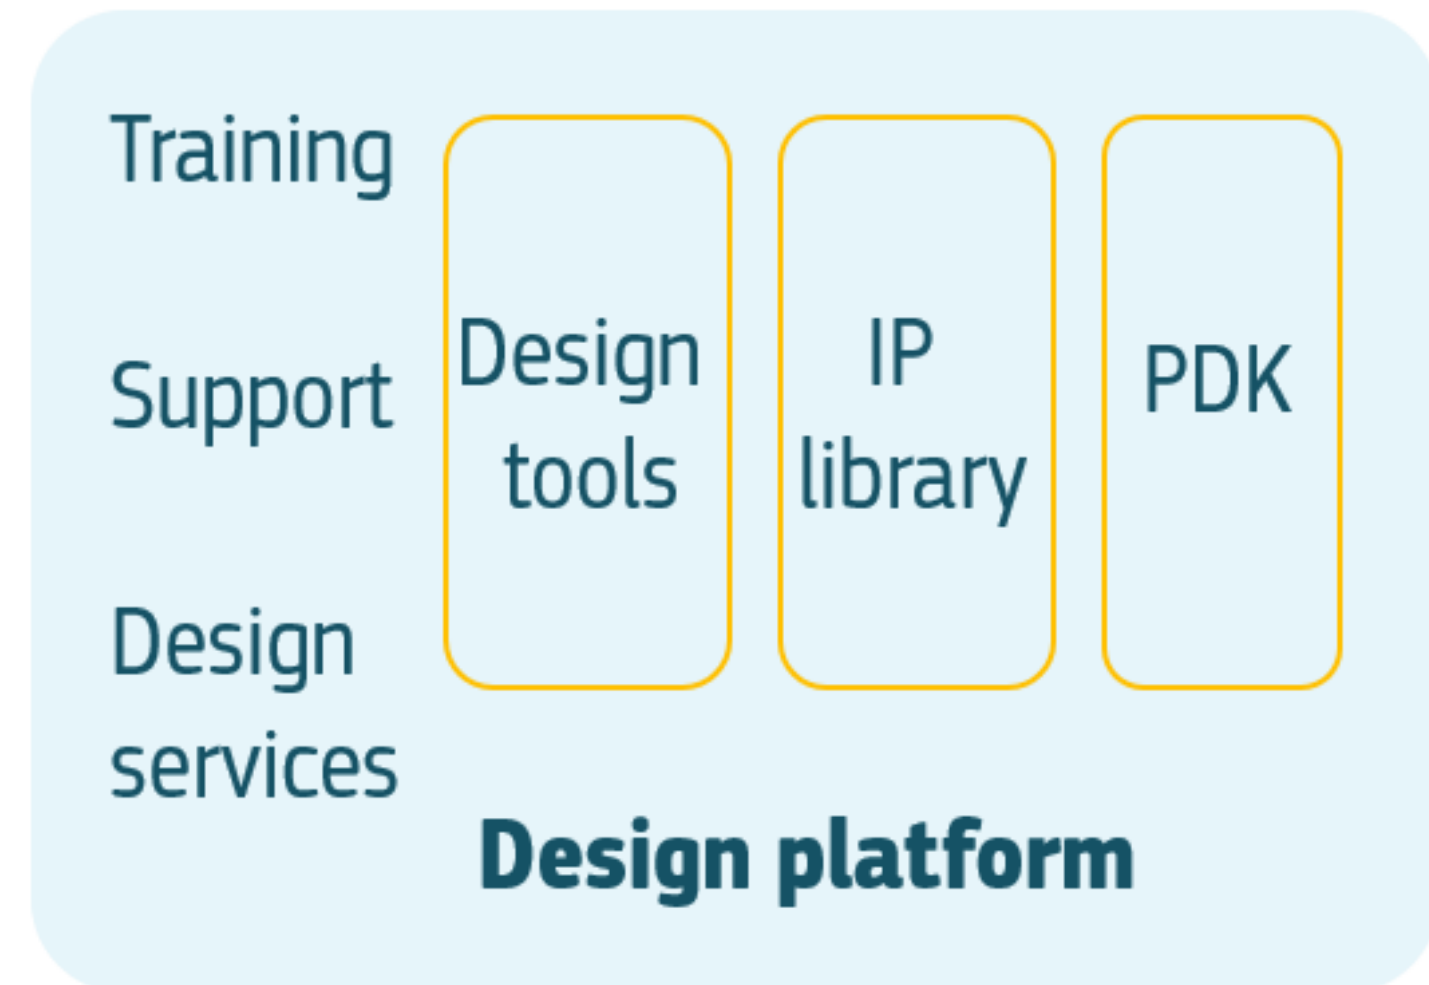 Training
Support
Design
services
Design
tools
IP
library
PDK
Design platform